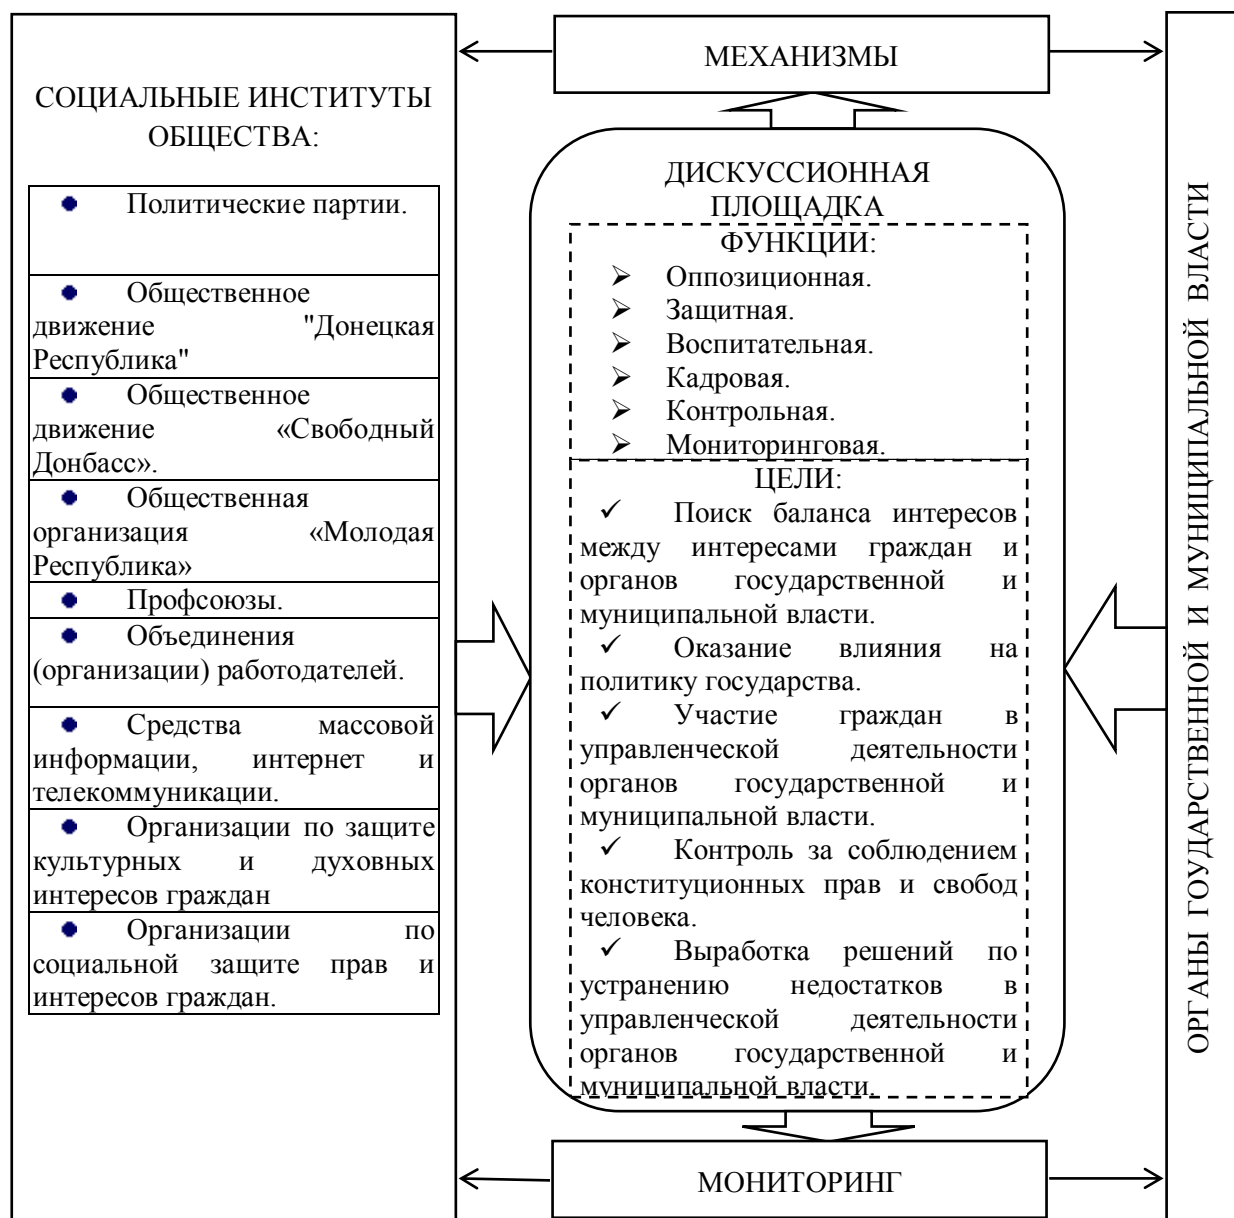 СОЦИАЛЬНЫЕ ИНСТИТУТЫ
ОБЩЕСТВА:
Политические партии.
Общественное
движение "Донецкая
Республика"
Общественное
движение «Свободный
Донбасс».
Общественная
организация «Молодая
Республика»
Профсоюзы.
Объединения
(организации) работодателей.
Средства массовой
информации, интернет и
телекоммуникации.
Организации по защите
культурных и духовных
интересов граждан
Организации по
социальной защите прав и
интересов граждан.
МЕХАНИЗМЫ
ДИСКУССИОННАЯ
ПЛОЩАДКА
ФУНКЦИИ:
Оппозиционная.
Защитная.
Воспитательная.
Кадровая.
Контрольная.
Мониторинговая.
ЦЕЛИ:
Поиск баланса интересов
между интересами граждан и
органов государственной и
муниципальной власти.
Оказание влияния на
политику государства.
Участие граждан в
управленческой деятельности
органов государственной и
муниципальной власти.
Контроль за соблюдением
конституционных прав и свобод
человека.
Выработка решений по
устранению недостатков в
управленческой деятельности
органов государственной и
муниципальной власти.
МОНИТОРИНГ
ОРГАНЫ ГОУДАРСТВЕННОЙ И МУНИЦИПАЛЬНОЙ ВЛАСТИ